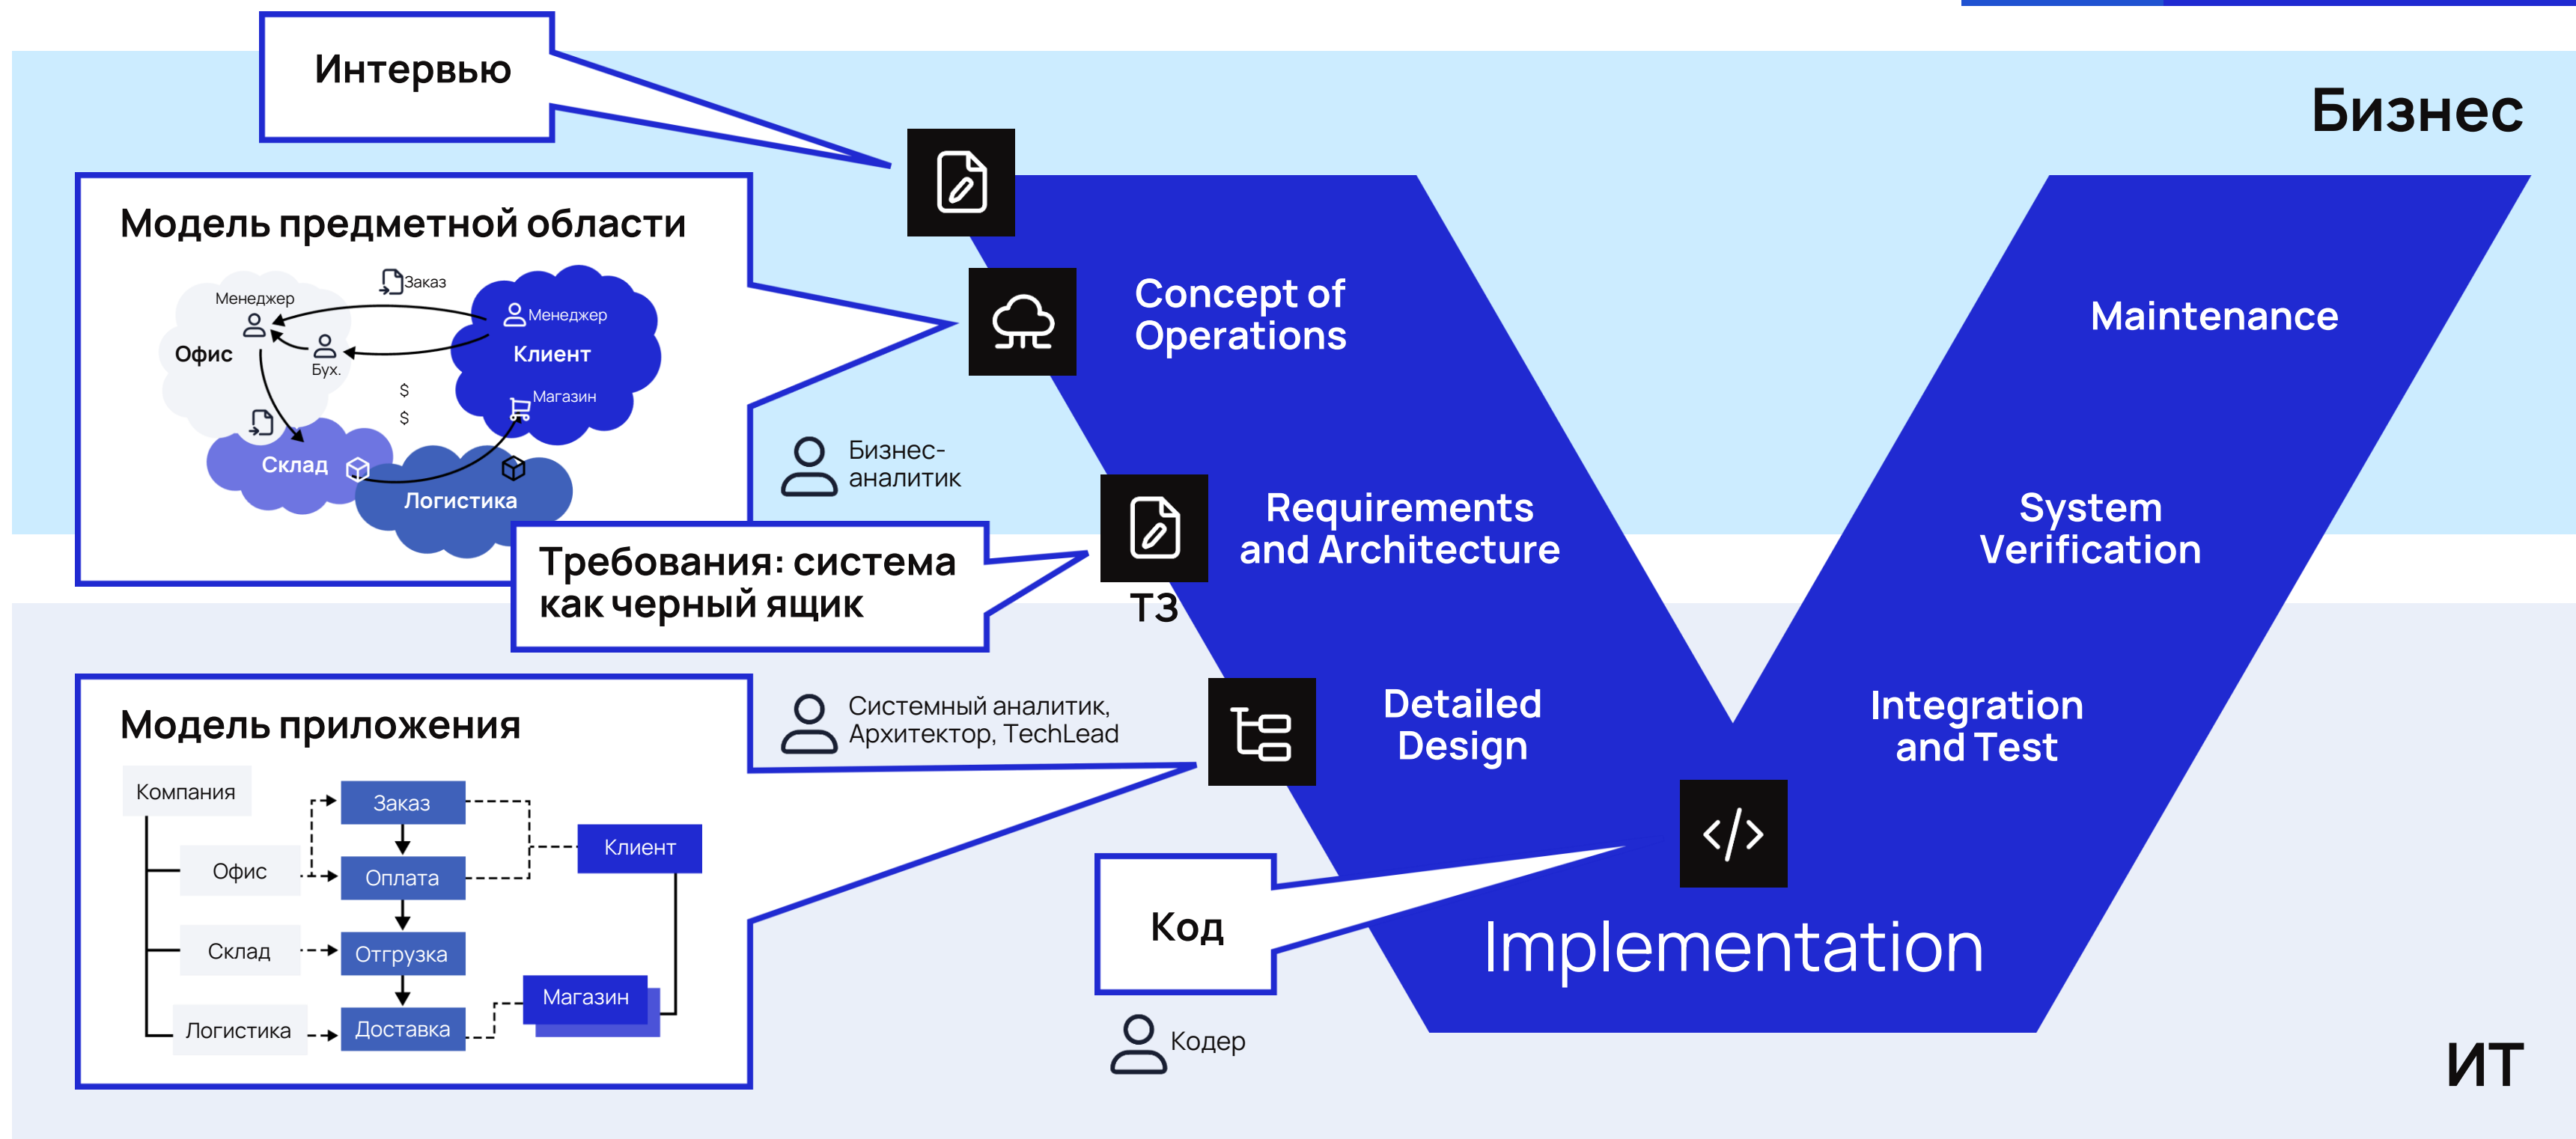 Интервью
Бизнес
Модель предметной области
Заказ
Менеджер
Менеджер
Офис
Клиент
Бух.
$
Магазин
$
Склад
Логистика
Concept of
Operations
Maintenance
Бизнес-
аналитик
Requirements
and Architecture
System
Verification
Требования: система
как черный ящик
ТЗ
Модель приложения
Системный аналитик,
Архитектор, TechLead
Detailed
Design
Integration
and Test
Компания
Заказ
Клиент
Офис
Оплата
Склад
Отгрузка
Магазин
Логистика
Доставка
Код
Implementation
Кодер
ИТ